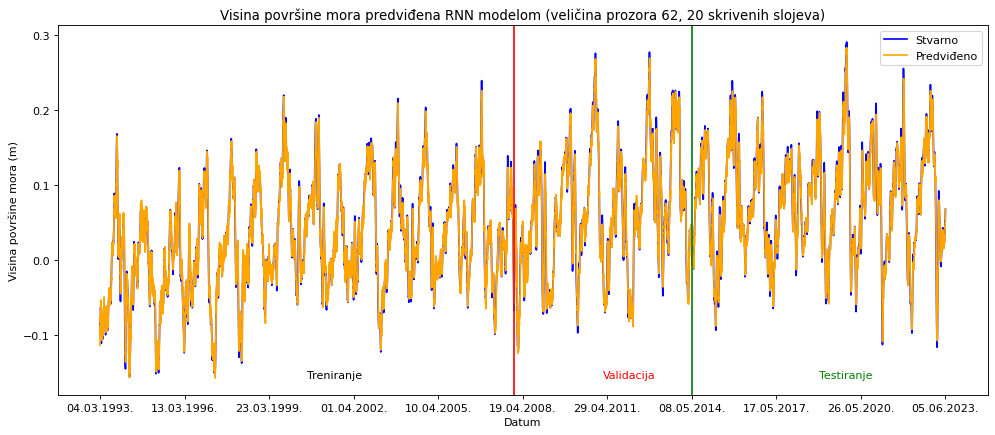 Visina površine mora predviđena RNN modelom (veličina prozora 62, 20 skrivenih slojeva)
Stvarno
Predviđeno
Visina površine mora (m)
0.3
0.2
0.1
0.0
−0.1
Treniranje
Validacija
Testiranje
04.03.1993.
13.03.1996.
23.03.1999.
01.04.2002.
10.04.2005.
19.04.2008.
29.04.2011.
08.05.2014.
17.05.2017.
26.05.2020.
05.06.2023.
Datum